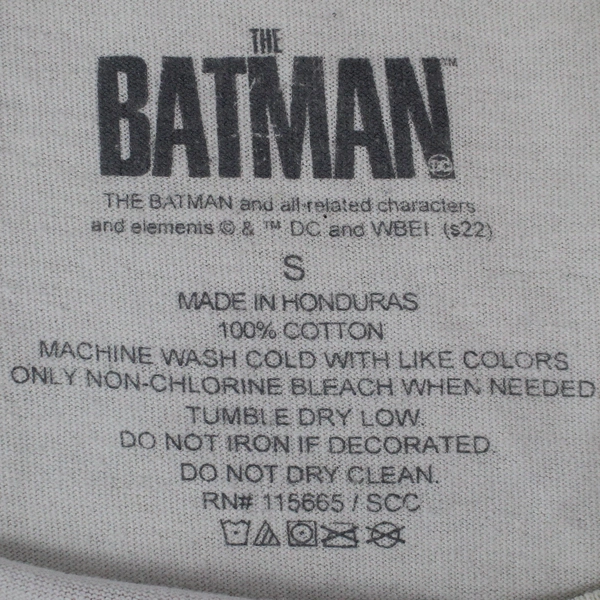 THE
BATMAN™
DC
THE BATMAN and all related characters
and elements © & ™ DC and WBEI. (s22)
S
MADE IN HONDURAS
100% COTTON
MACHINE WASH COLD WITH LIKE COLORS
ONLY NON-CHLORINE BLEACH WHEN NEEDED.
TUMBLE DRY LOW.
DO NOT IRON IF DECORATED.
DO NOT DRY CLEAN.
RN# 115665 / SCC